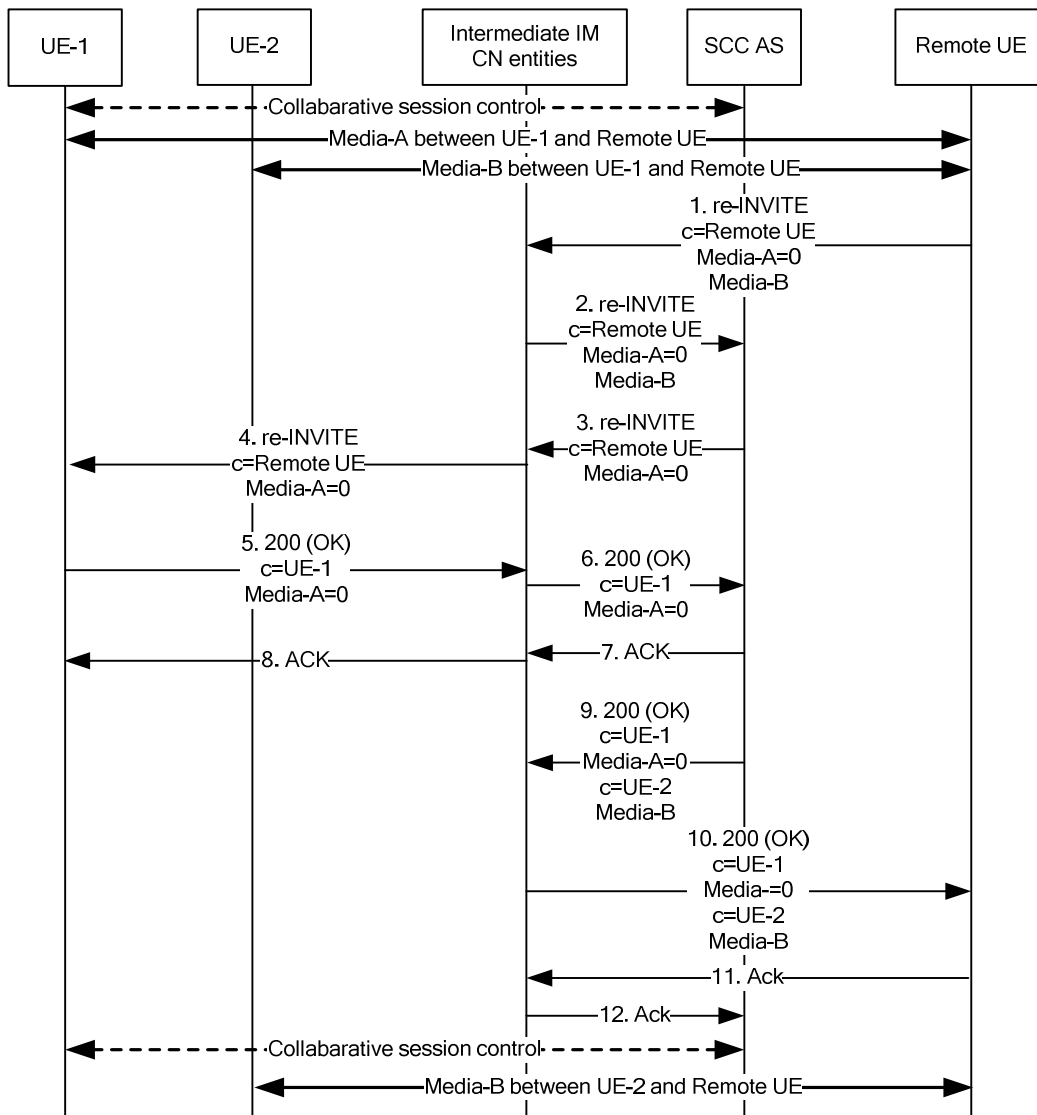 UE-1
UE-2
Intermediate IM
CN entities
SCC AS
Remote UE
Collabarative session control
Media-A between UE-1 and Remote UE
Media-B between UE-1 and Remote UE
1. re-INVITE
c=Remote UE
Media-A=0
Media-B
2. re-INVITE
c=Remote UE
Media-A=0
Media-B
3. re-INVITE
c=Remote UE
Media-A=0
4. re-INVITE
c=Remote UE
Media-A=0
5. 200 (OK)
c=UE-1
Media-A=0
6. 200 (OK)
c=UE-1
Media-A=0
7. ACK
8. ACK
9. 200 (OK)
c=UE-1
Media-A=0
c=UE-2
Media-B
10. 200 (OK)
c=UE-1
Media-=0
c=UE-2
Media-B
11. Ack
12. Ack
Collabarative session control
Media-B between UE-2 and Remote UE